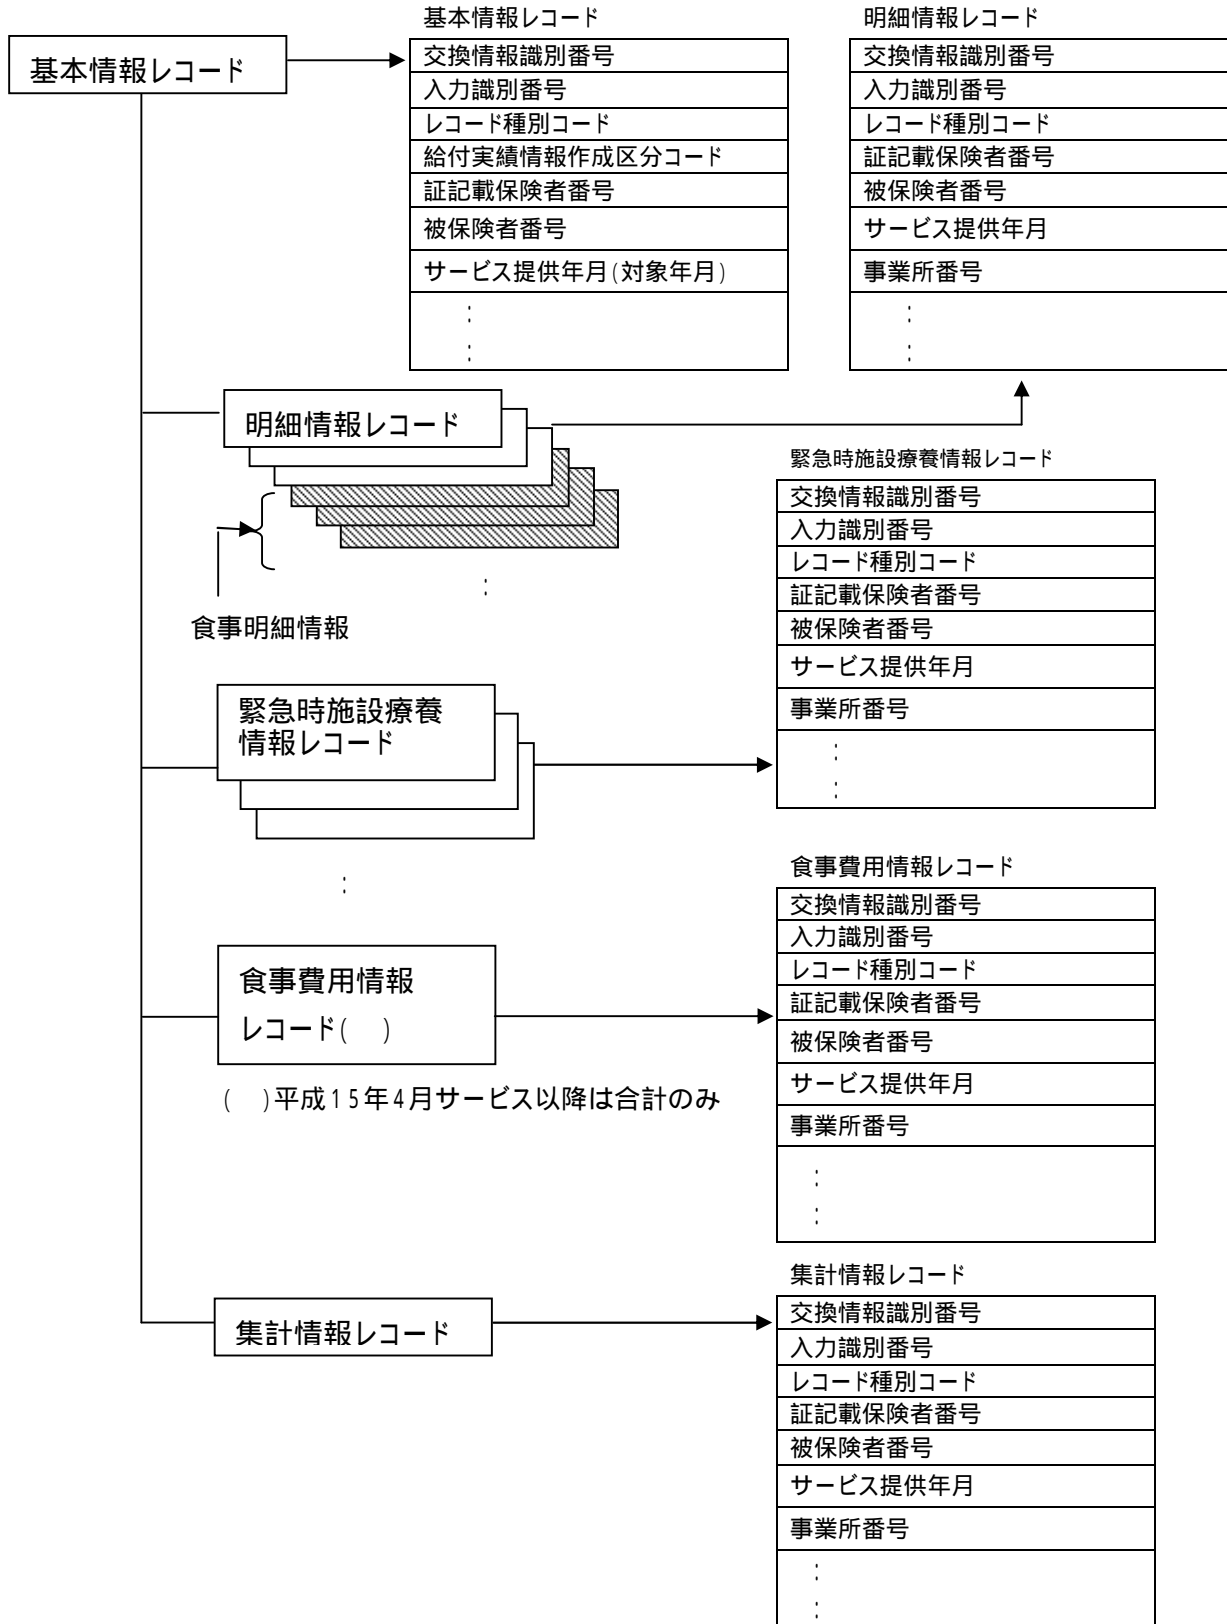 基本情報レコード
基本情報レコード
交換情報識別番号
入力識別番号
レコード種別コード
給付実績情報作成区分コード
証記載保険者番号
被保険者番号
サービス提供年月(対象年月)
:
:
明細情報レコード
交換情報識別番号
入力識別番号
レコード種別コード
証記載保険者番号
被保険者番号
サービス提供年月
事業所番号
:
:
明細情報レコード
:
食事明細情報
緊急時施設療養情報レコード
交換情報識別番号
入力識別番号
レコード種別コード
証記載保険者番号
被保険者番号
サービス提供年月
事業所番号
:
:
緊急時施設療養
情報レコード
:
食事費用情報レコード
交換情報識別番号
入力識別番号
レコード種別コード
証記載保険者番号
被保険者番号
サービス提供年月
事業所番号
:
:
食事費用情報
レコード(　)
(　)平成15年4月サービス以降は合計のみ
集計情報レコード
集計情報レコード
交換情報識別番号
入力識別番号
レコード種別コード
証記載保険者番号
被保険者番号
サービス提供年月
事業所番号
:
: